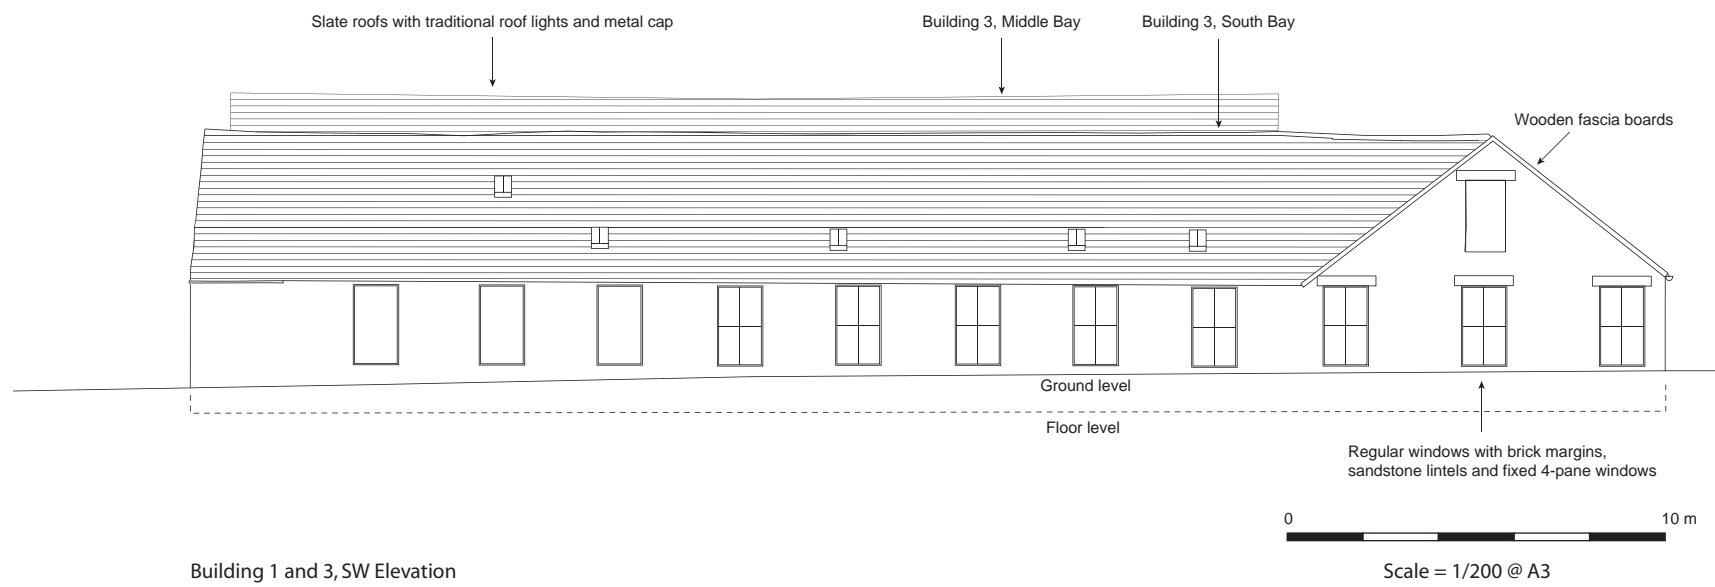 Slate roofs with traditional roof lights and metal cap
Building 3, Middle Bay
Building 3, South Bay
Wooden fascia boards
Ground level
Floor level
Regular windows with brick margins,
sandstone lintels and fixed 4-pane windows
0
10 m
Building 1 and 3, SW Elevation
Scale = 1/200 @ A3